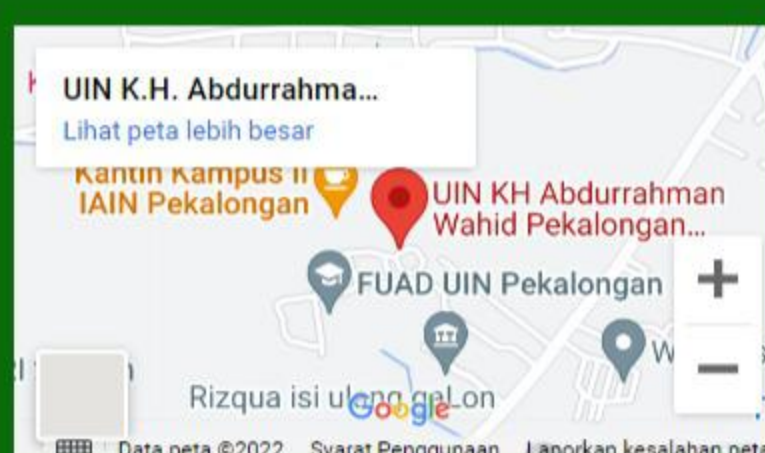 UIN K.H. Abdurrahma...
Lihat peta lebih besar
Kantin Kampus II
IAIN Pekalongan
UIN KH Abdurrahman
Wahid Pekalongan...
FUAD UIN Pekalongan
W
Rizqua isi ulang gaLon
Google
Data peta ©2022 Syarat Penggunaan Laporkan kesalahan peta